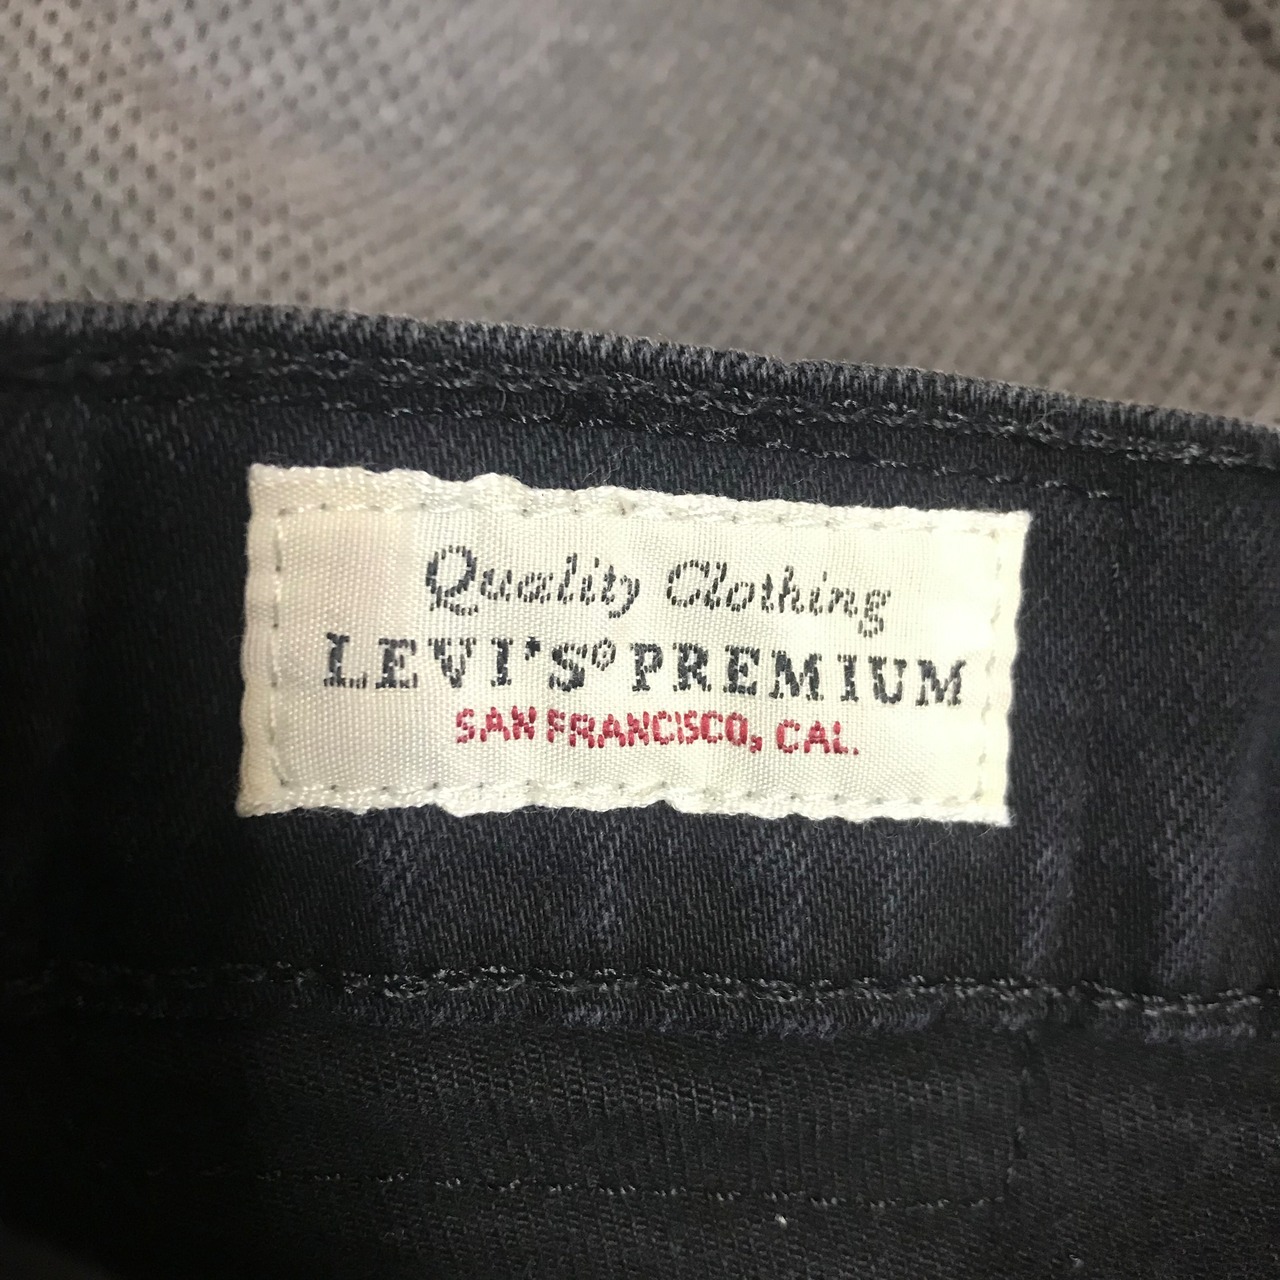 Quality Clothing
LEVI'S® PREMIUM
SAN FRANCISCO, CAL.